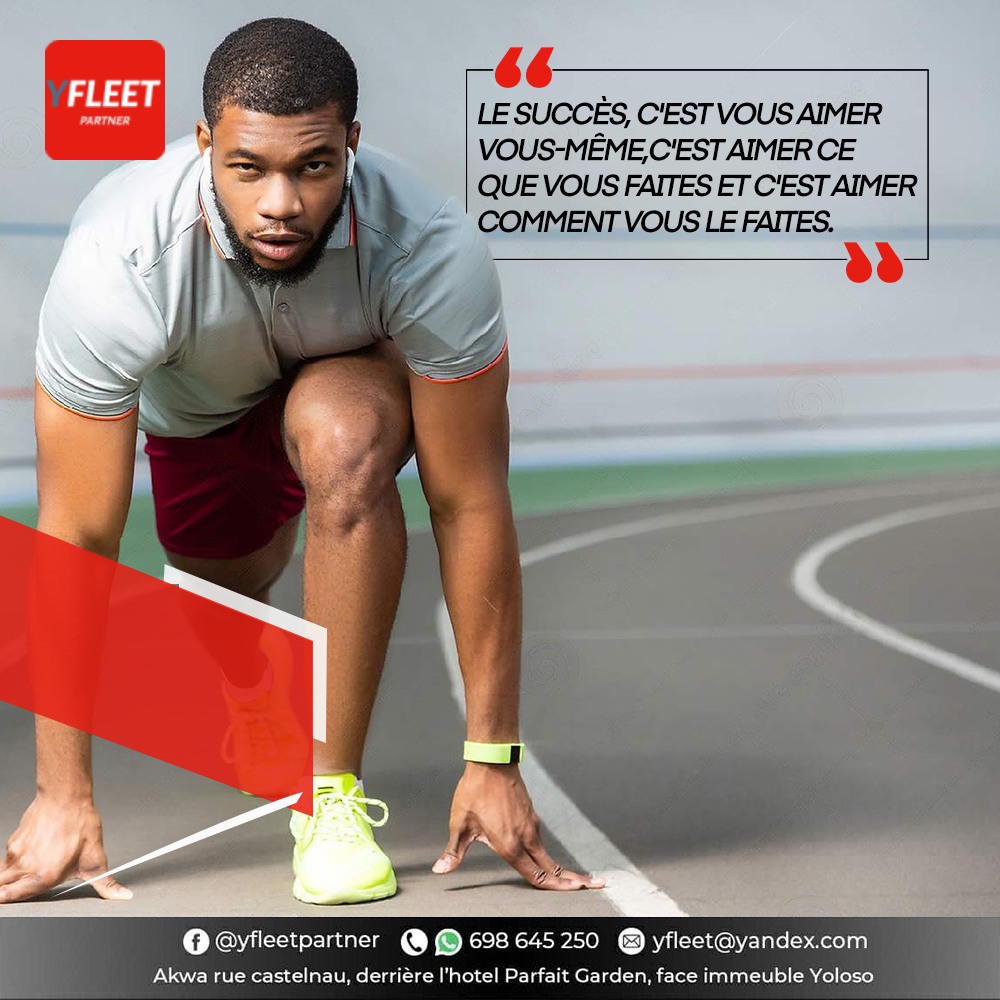 YFLEET
PARTNER
LE SUCCÈS, C'EST VOUS AIMER
VOUS-MÊME,C'EST AIMER CE
QUE VOUS FAITES ET C'EST AIMER
COMMENT VOUS LE FAITES.
@yfleetpartner 698 645 250 yfleet@yandex.com
Akwa rue castelnau, derrière l'hotel Parfait Garden, face immeuble Yoloso